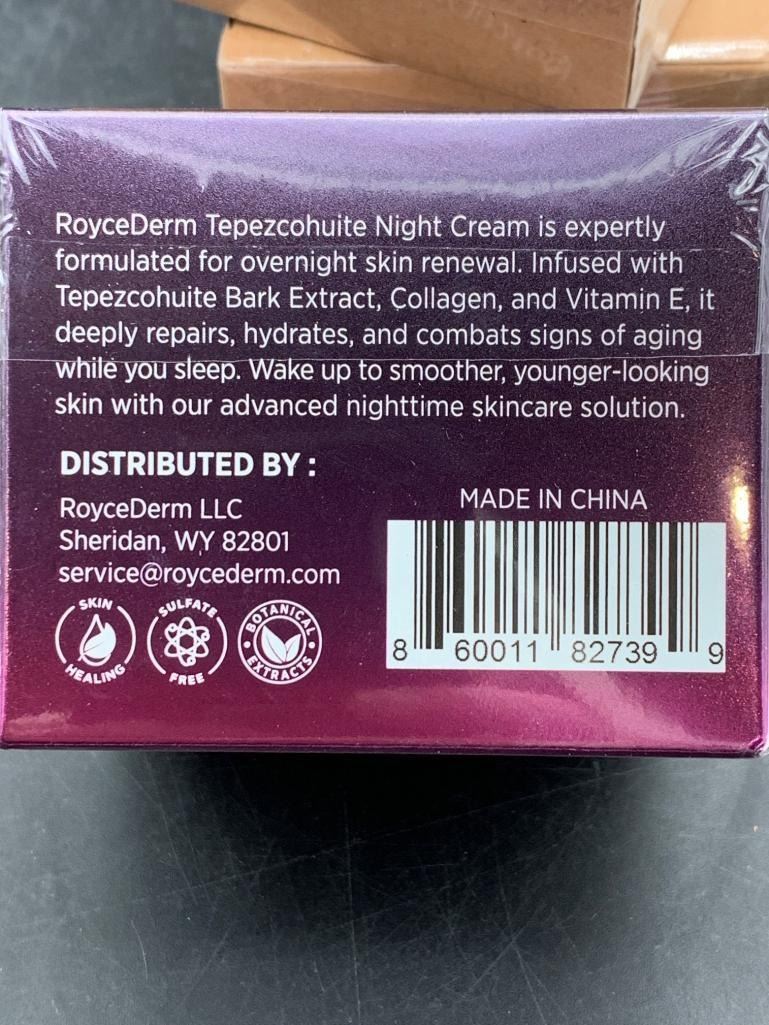 RoyceDerm Tepezcohuite Night Cream is expertly
formulated for overnight skin renewal. Infused with
Tepezcohuite Bark Extract, Collagen, and Vitamin E, it
deeply repairs, hydrates, and combats signs of aging
while you sleep. Wake up to smoother, younger-looking
skin with our advanced nighttime skincare solution.
DISTRIBUTED BY :
RoyceDerm LLC
Sheridan, WY 82801
service@roycederm.com
SKIN
HEALING
SULFATE
FREE
BOTANICAL
EXTRACTS
MADE IN CHINA
8 60011 82739 9